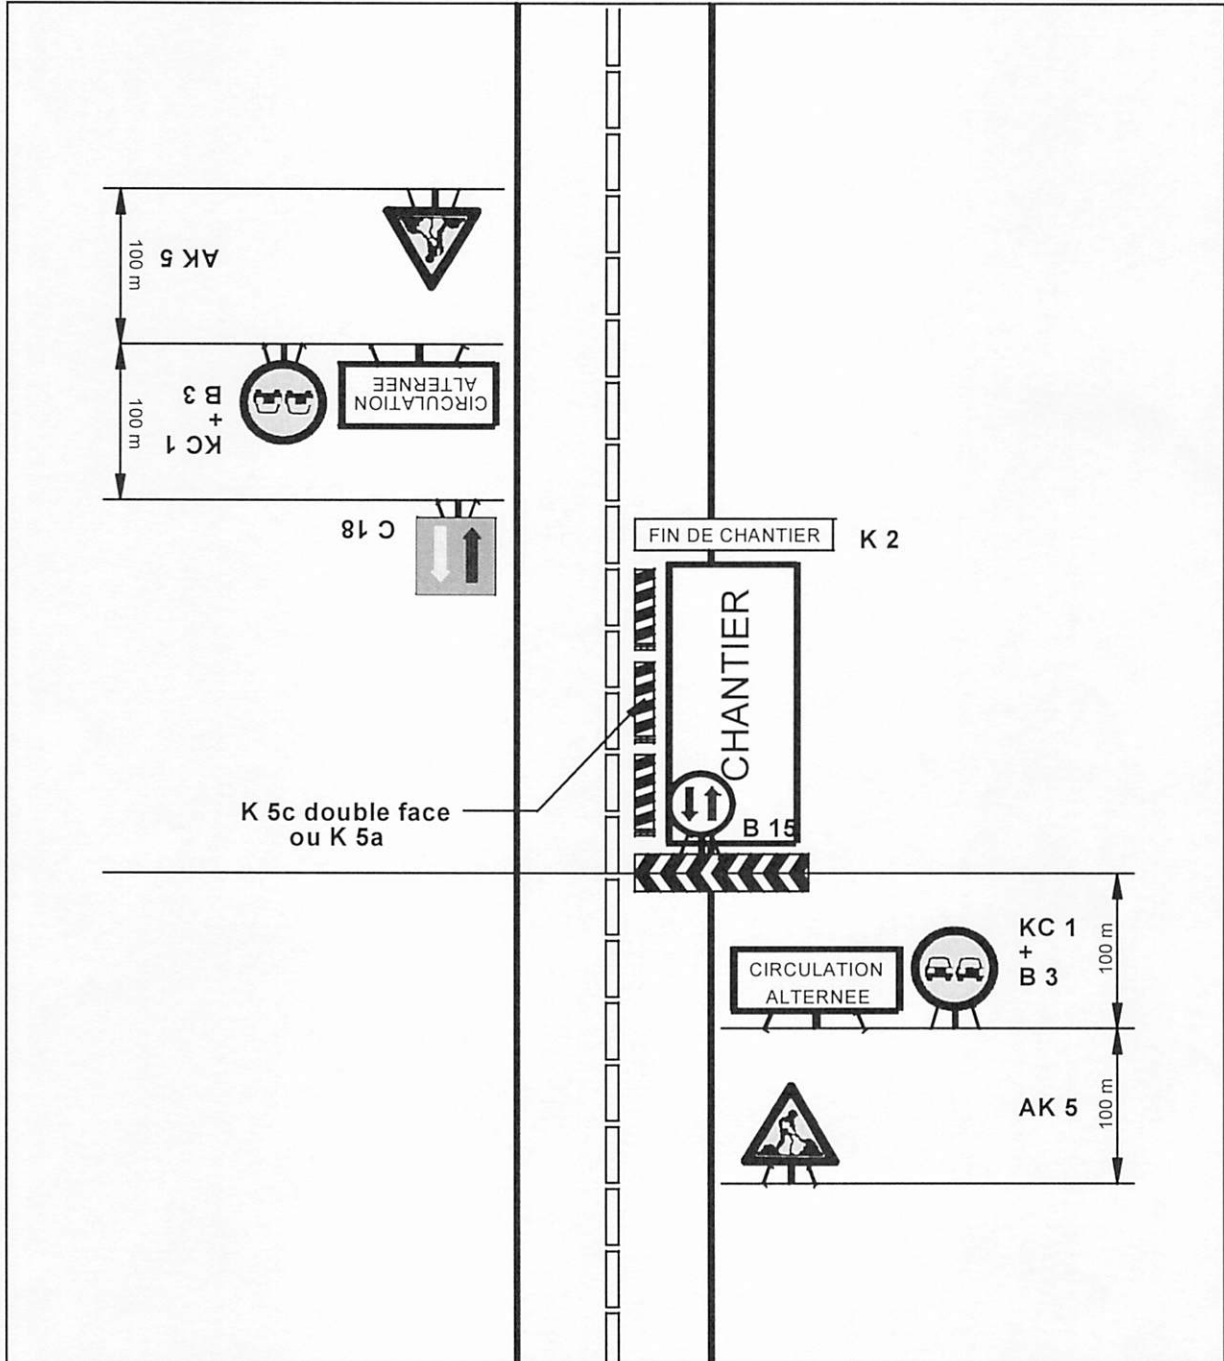 100 m
AK 5
100 m
B 3
+
KC 1
CIRCULATION
ALTERNEE
C 18
FIN DE CHANTIER
K 2
CHANTIER
K 5c double face
ou K 5a
B 15
CIRCULATION
ALTERNEE
KC 1
+
B 3
100 m
AK 5
100 m